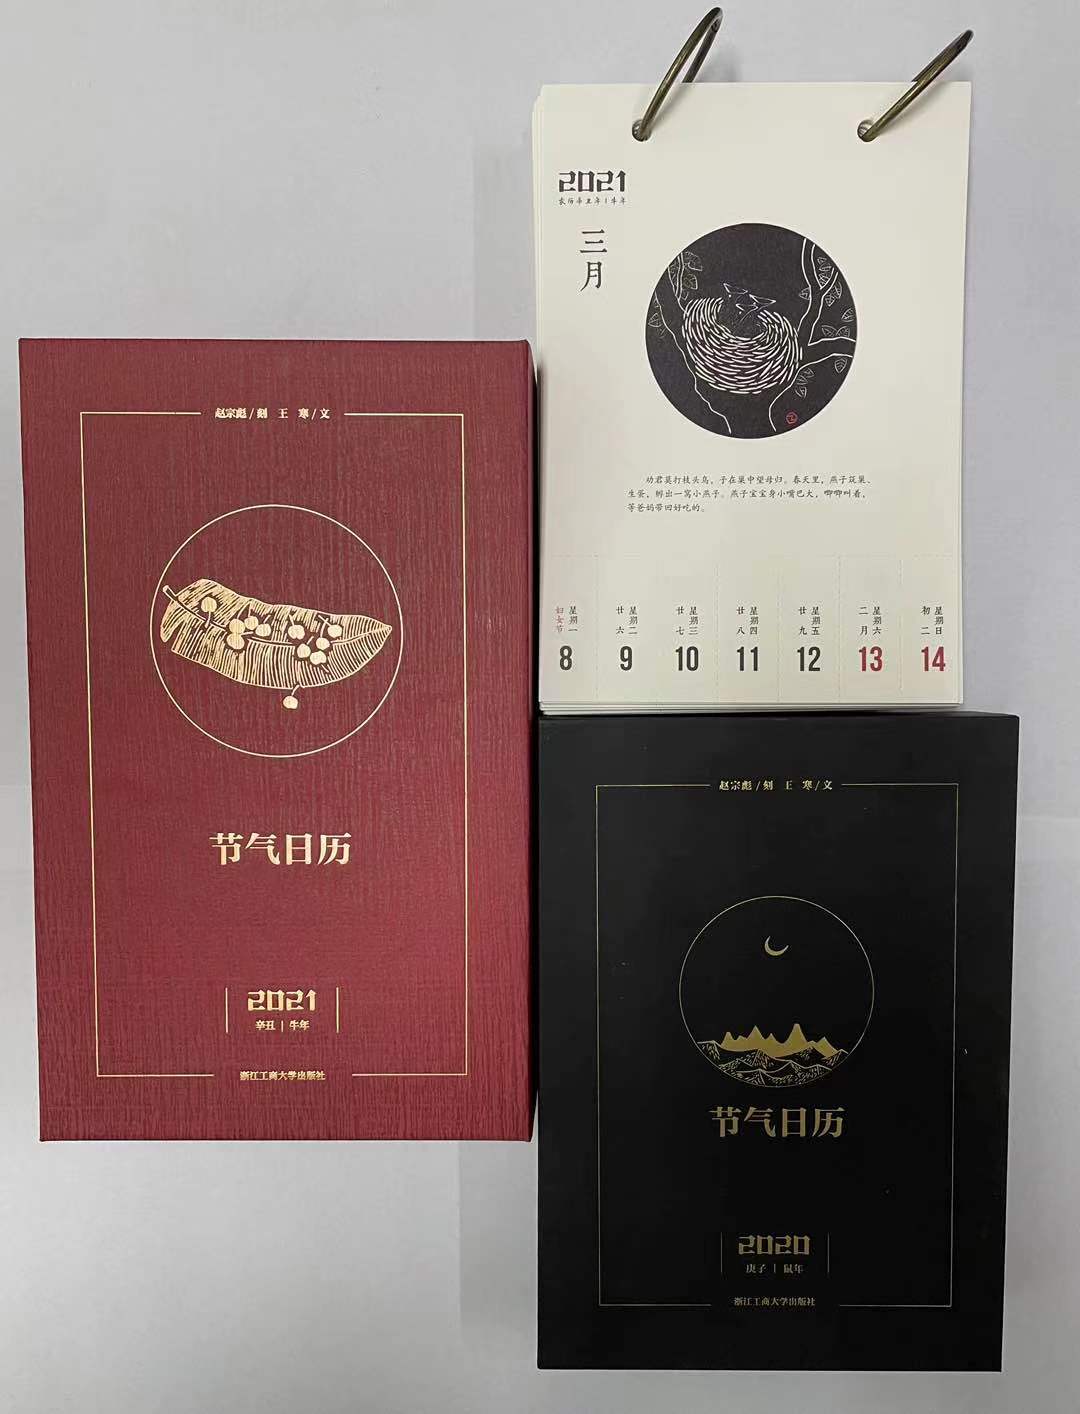 赵宗彪/刻 王寒/文
节气日历
2021
辛丑 | 牛年
浙江工商大学出版社
2021
农历辛丑年 | 牛年
三月
劝君莫打枝头鸟，子在巢中望母归。春天里，燕子筑巢、
生蛋，孵出一窝小燕子。燕子宝宝身小嘴巴大，唧唧叫着，
等爸妈带回好吃的。
星期一 妇女节 8
星期二 廿六 9
星期三 廿七 10
星期四 廿八 11
星期五 廿九 12
星期六 二月 13
星期日 初二 14
赵宗彪/刻 王寒/文
节气日历
2020
庚子 | 鼠年
浙江工商大学出版社